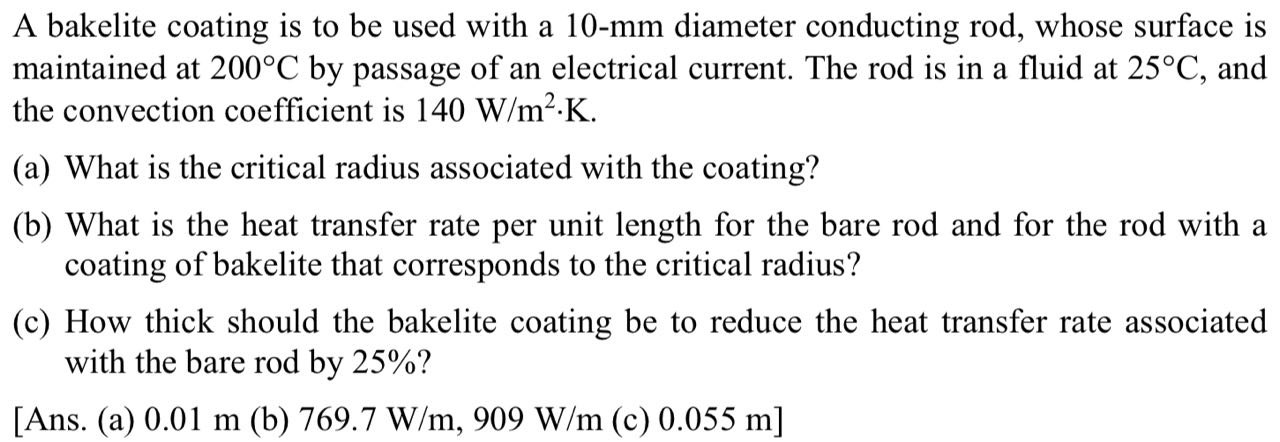 A bakelite coating is to be used with a 10-mm diameter conducting rod, whose surface is
maintained at 200°C by passage of an electrical current. The rod is in a fluid at 25°C, and
the convection coefficient is 140 W/m²·K.
(a) What is the critical radius associated with the coating?
(b) What is the heat transfer rate per unit length for the bare rod and for the rod with a
coating of bakelite that corresponds to the critical radius?
(c) How thick should the bakelite coating be to reduce the heat transfer rate associated
with the bare rod by 25%?
[Ans. (a) 0.01 m (b) 769.7 W/m, 909 W/m (c) 0.055 m]